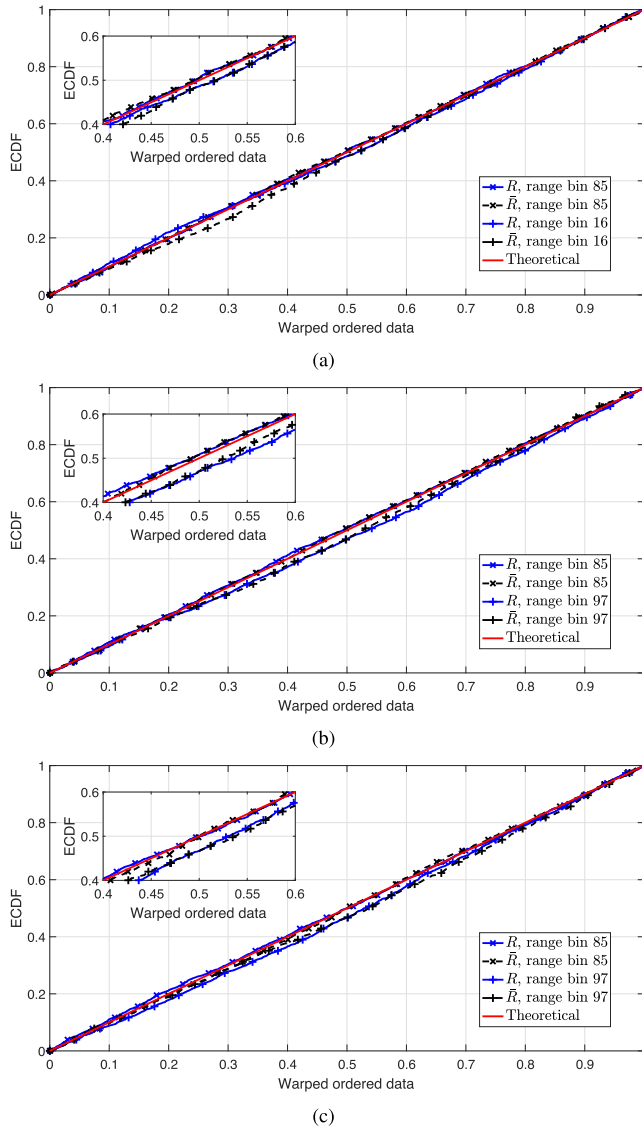 1
0.8
0.6
0.4
0.2
0
ECDF
0 0.1 0.2 0.3 0.4 0.5 0.6 0.7 0.8 0.9
Warped ordered data
0.6
0.5
0.4
ECDF
0.4 0.45 0.5 0.55 0.6
Warped ordered data
R, range bin 85
R̄, range bin 85
R, range bin 16
R̄, range bin 16
Theoretical
(a)
1
0.8
0.6
0.4
0.2
0
ECDF
0 0.1 0.2 0.3 0.4 0.5 0.6 0.7 0.8 0.9
Warped ordered data
0.6
0.5
0.4
ECDF
0.4 0.45 0.5 0.55 0.6
Warped ordered data
R, range bin 85
R̄, range bin 85
R, range bin 97
R̄, range bin 97
Theoretical
(b)
1
0.8
0.6
0.4
0.2
0
ECDF
0 0.1 0.2 0.3 0.4 0.5 0.6 0.7 0.8 0.9
Warped ordered data
0.6
0.5
0.4
ECDF
0.4 0.45 0.5 0.55 0.6
Warped ordered data
R, range bin 85
R̄, range bin 85
R, range bin 97
R̄, range bin 97
Theoretical
(c)